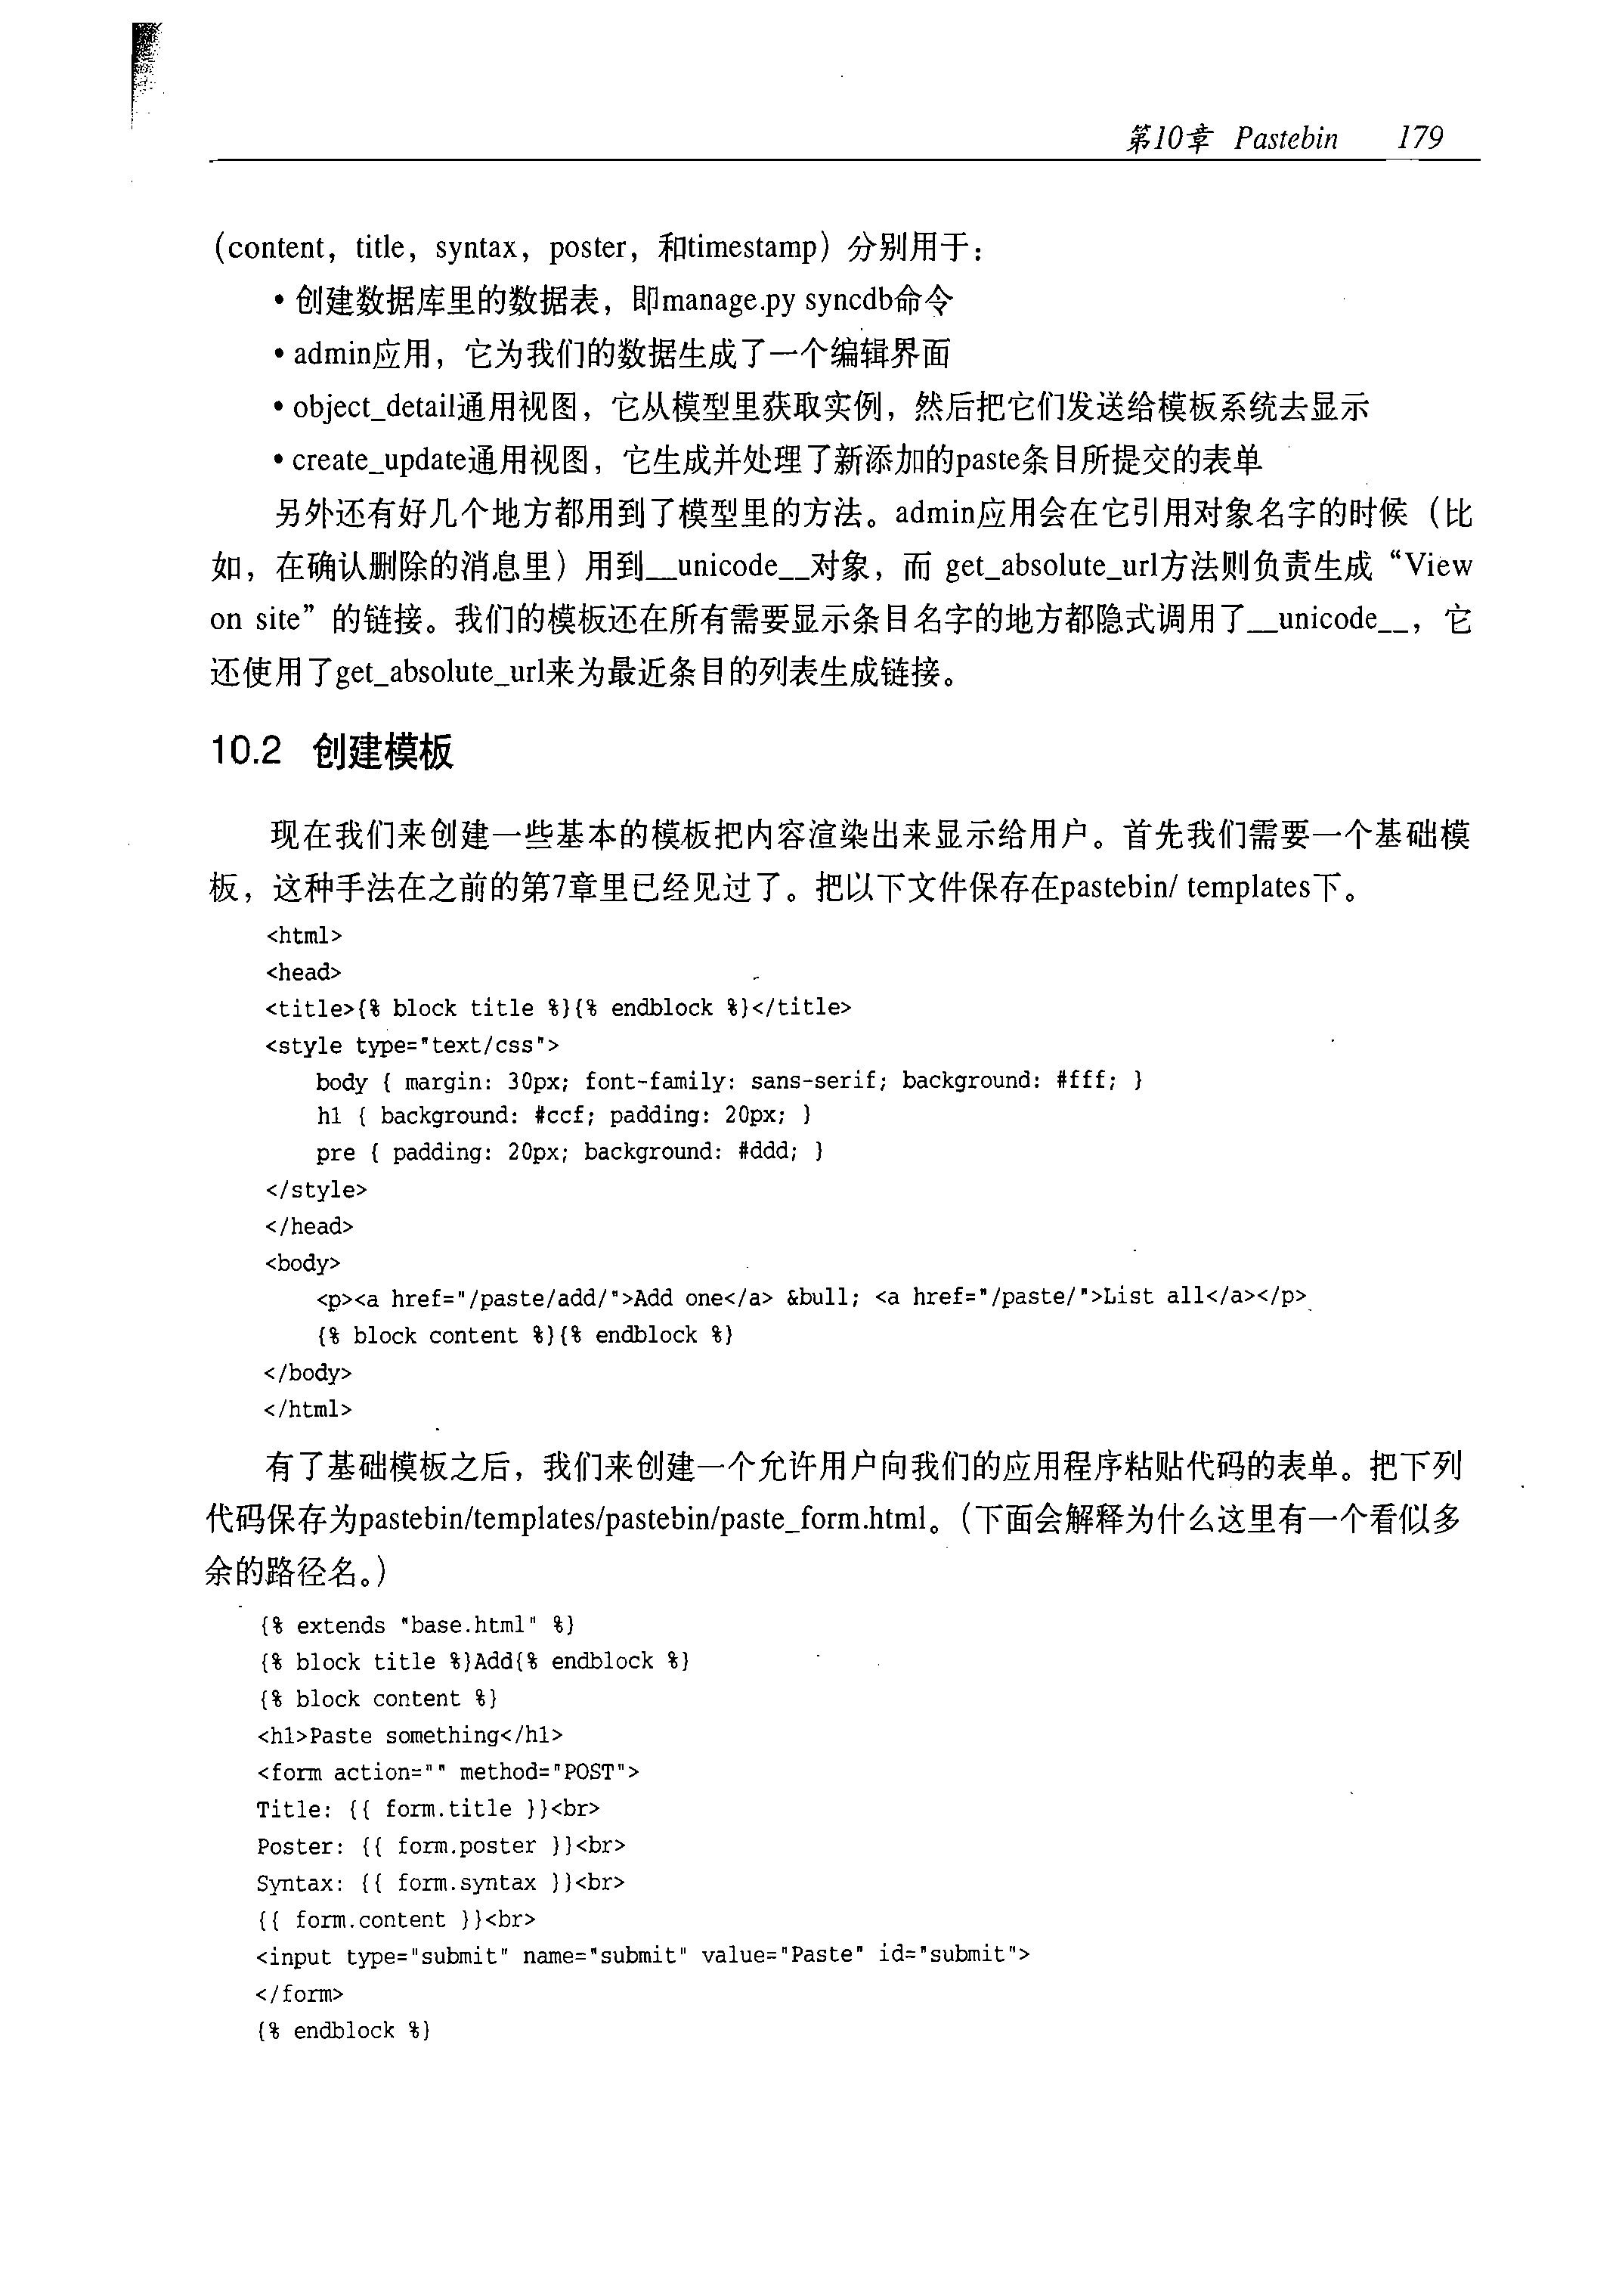 第10章 Pastebin 179
(content, title, syntax, poster, 和timestamp) 分别用于:
• 创建数据库里的数据表, 即manage.py syncdb命令
• admin应用, 它为我们的数据生成了一个编辑界面
• object_detail通用视图, 它从模型里获取实例, 然后把它们发送给模板系统去显示
• create_update通用视图, 它生成并处理了新添加的paste条目所提交的表单
另外还有好几个地方都用到了模型里的方法。admin应用会在它引用对象名字的时候 (比
如, 在确认删除的消息里) 用到__unicode__对象, 而 get_absolute_url方法则负责生成 “View
on site” 的链接。我们的模板还在所有需要显示条目名字的地方都隐式调用了__unicode__, 它
还使用了get_absolute_url来为最近条目的列表生成链接。
10.2 创建模板
现在我们来创建一些基本的模板把内容渲染出来显示给用户。首先我们需要一个基础模
板, 这种手法在之前的第7章里已经见过了。把以下文件保存在pastebin/ templates下。
<html>
<head>
<title>{% block title %}{% endblock %}</title>
<style type="text/css">
    body { margin: 30px; font-family: sans-serif; background: #fff; }
    h1 { background: #ccf; padding: 20px; }
    pre { padding: 20px; background: #ddd; }
</style>
</head>
<body>
    <p><a href="/paste/add/">Add one</a> &bull; <a href="/paste/">List all</a></p>
    {% block content %}{% endblock %}
</body>
</html>
有了基础模板之后, 我们来创建一个允许用户向我们的应用程序粘贴代码的表单。把下列
代码保存为pastebin/templates/pastebin/paste_form.html。(下面会解释为什么这里有一个看似多
余的路径名。)
{% extends "base.html" %}
{% block title %}Add{% endblock %}
{% block content %}
<h1>Paste something</h1>
<form action="" method="POST">
Title: {{ form.title }}<br>
Poster: {{ form.poster }}<br>
Syntax: {{ form.syntax }}<br>
{{ form.content }}<br>
<input type="submit" name="submit" value="Paste" id="submit">
</form>
{% endblock %}